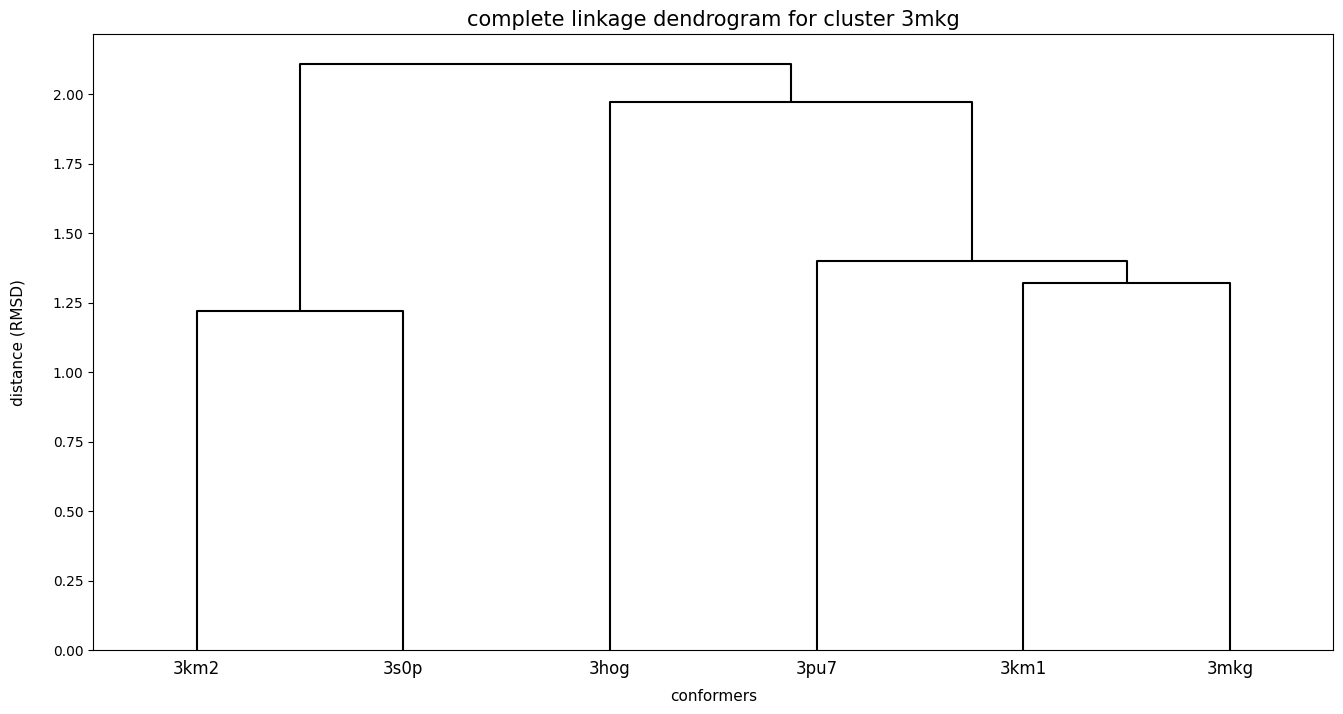 complete linkage dendrogram for cluster 3mkg
distance (RMSD)
2.00
1.75
1.50
1.25
1.00
0.75
0.50
0.25
0.00
3km2 3s0p 3hog 3pu7 3km1 3mkg
conformers